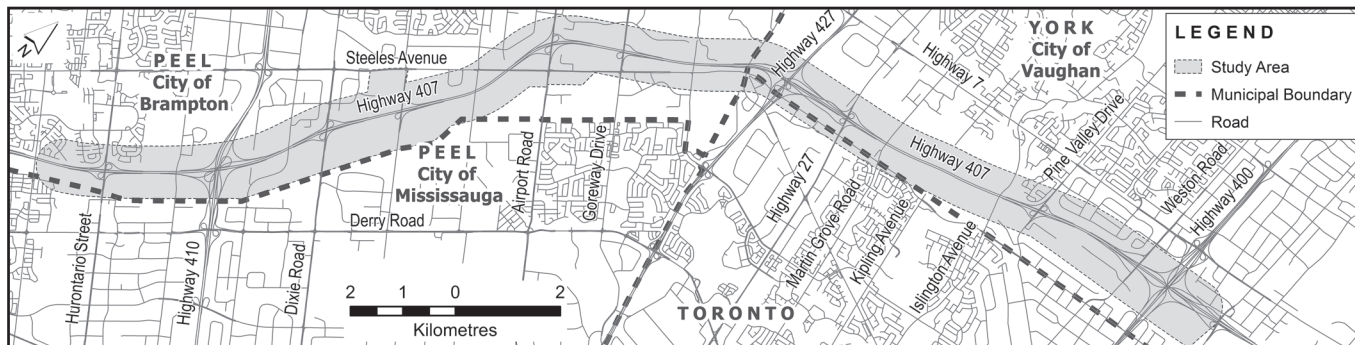 N
PEEL
City of
Brampton
Steeles Avenue
Highway 407
Highway 427
Highway 7
YORK
City of
Vaughan
LEGEND
Study Area
Municipal Boundary
Road
PEEL
City of
Mississauga
Airport Road
Goreway Drive
Highway 407
Pine Valley Drive
Weston Road
Highway 400
Hurontario Street
Highway 410
Dixie Road
Derry Road
Highway 27
Martin Grove Road
Kipling Avenue
Islington Avenue
2 1 0 2
Kilometres
TORONTO